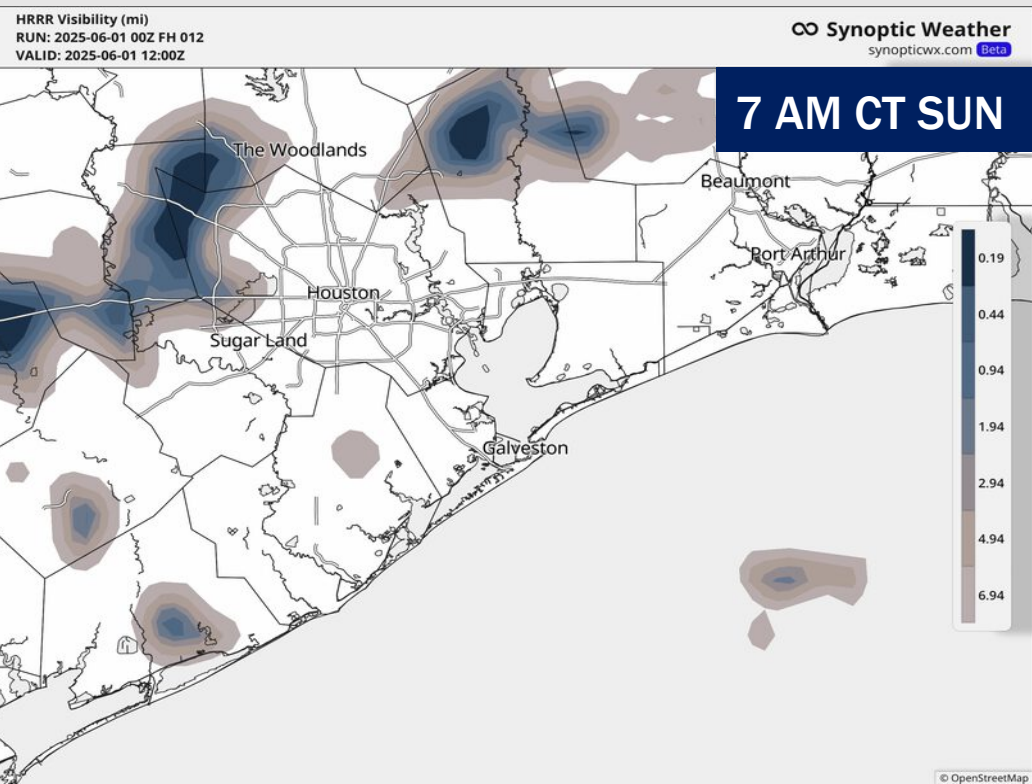 HRRR Visibility (mi)
RUN: 2025-06-01 00Z FH 012
VALID: 2025-06-01 12:00Z
Synoptic Weather
synopticwx.com Beta
7 AM CT SUN
The Woodlands
Beaumont
Port Arthur
Houston
Sugar Land
Galveston
0.19
0.44
0.94
1.94
2.94
4.94
6.94
© OpenStreetMap